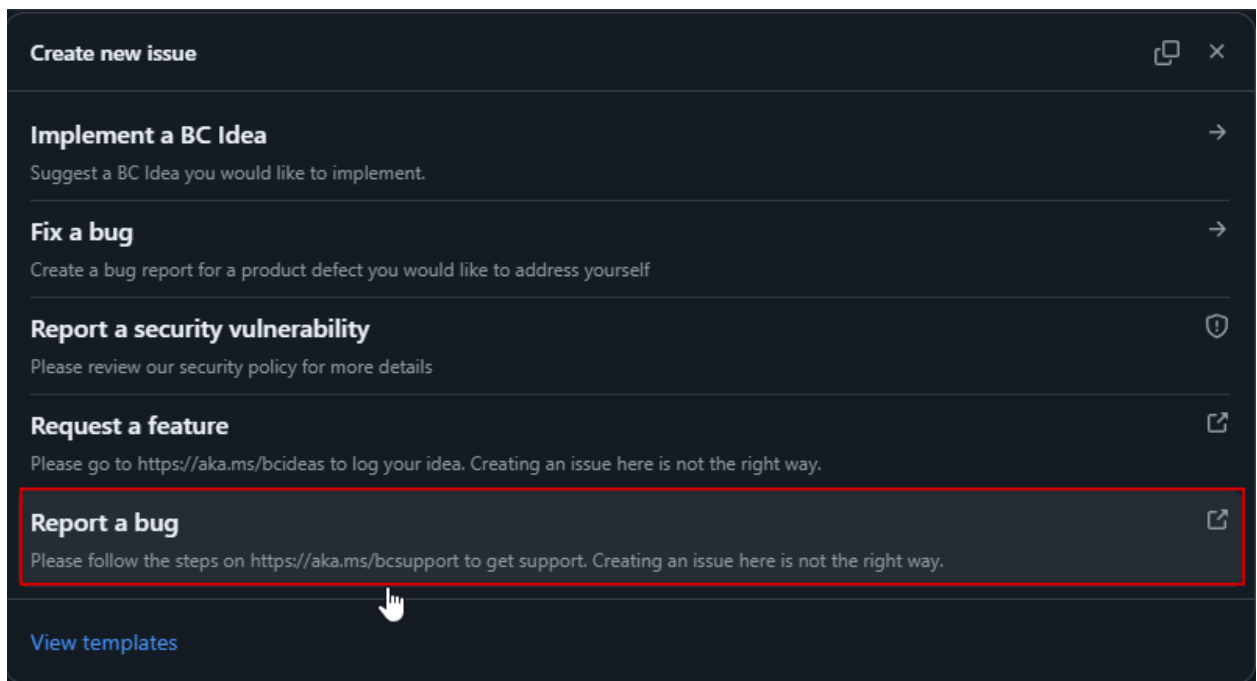 Create new issue
Implement a BC Idea
Suggest a BC Idea you would like to implement.
Fix a bug
Create a bug report for a product defect you would like to address yourself
Report a security vulnerability
Please review our security policy for more details
Request a feature
Please go to https://aka.ms/bcideas to log your idea. Creating an issue here is not the right way.
Report a bug
Please follow the steps on https://aka.ms/bcsupport to get support. Creating an issue here is not the right way.
View templates